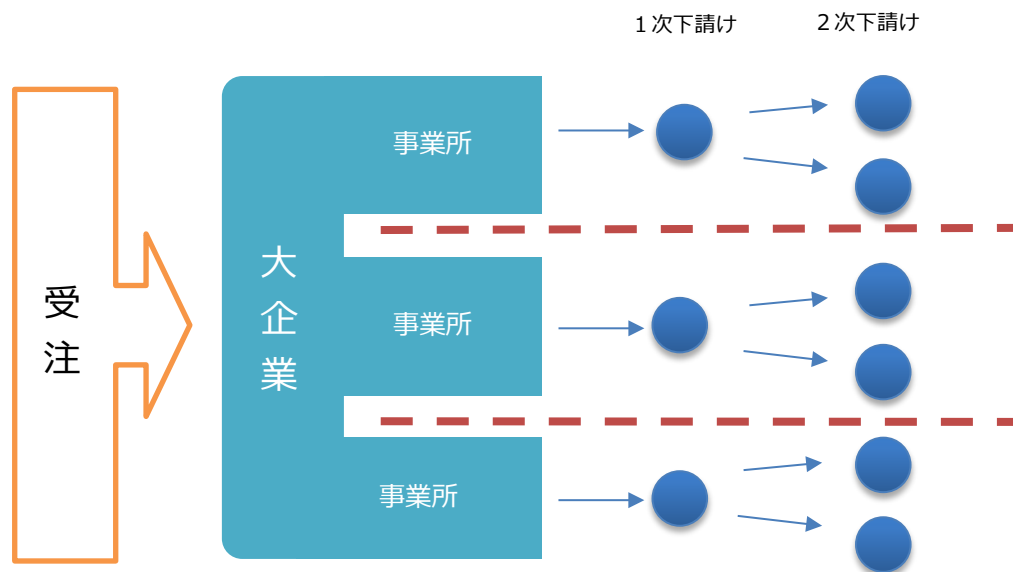 １次下請け
２次下請け
受注
大企業
事業所
事業所
事業所